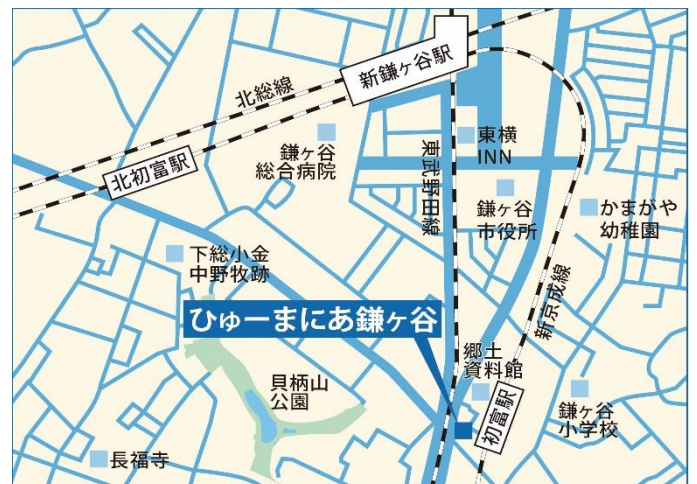 新鎌ヶ谷駅
北総線
東横
INN
鎌ヶ谷
総合病院
北初富駅
東武野田線
鎌ヶ谷
市役所
かまがや
幼稚園
下総小金
中野牧跡
新京成線
ひゅーまにあ鎌ヶ谷
郷土
資料館
貝柄山
公園
初富駅
鎌ヶ谷
小学校
長福寺